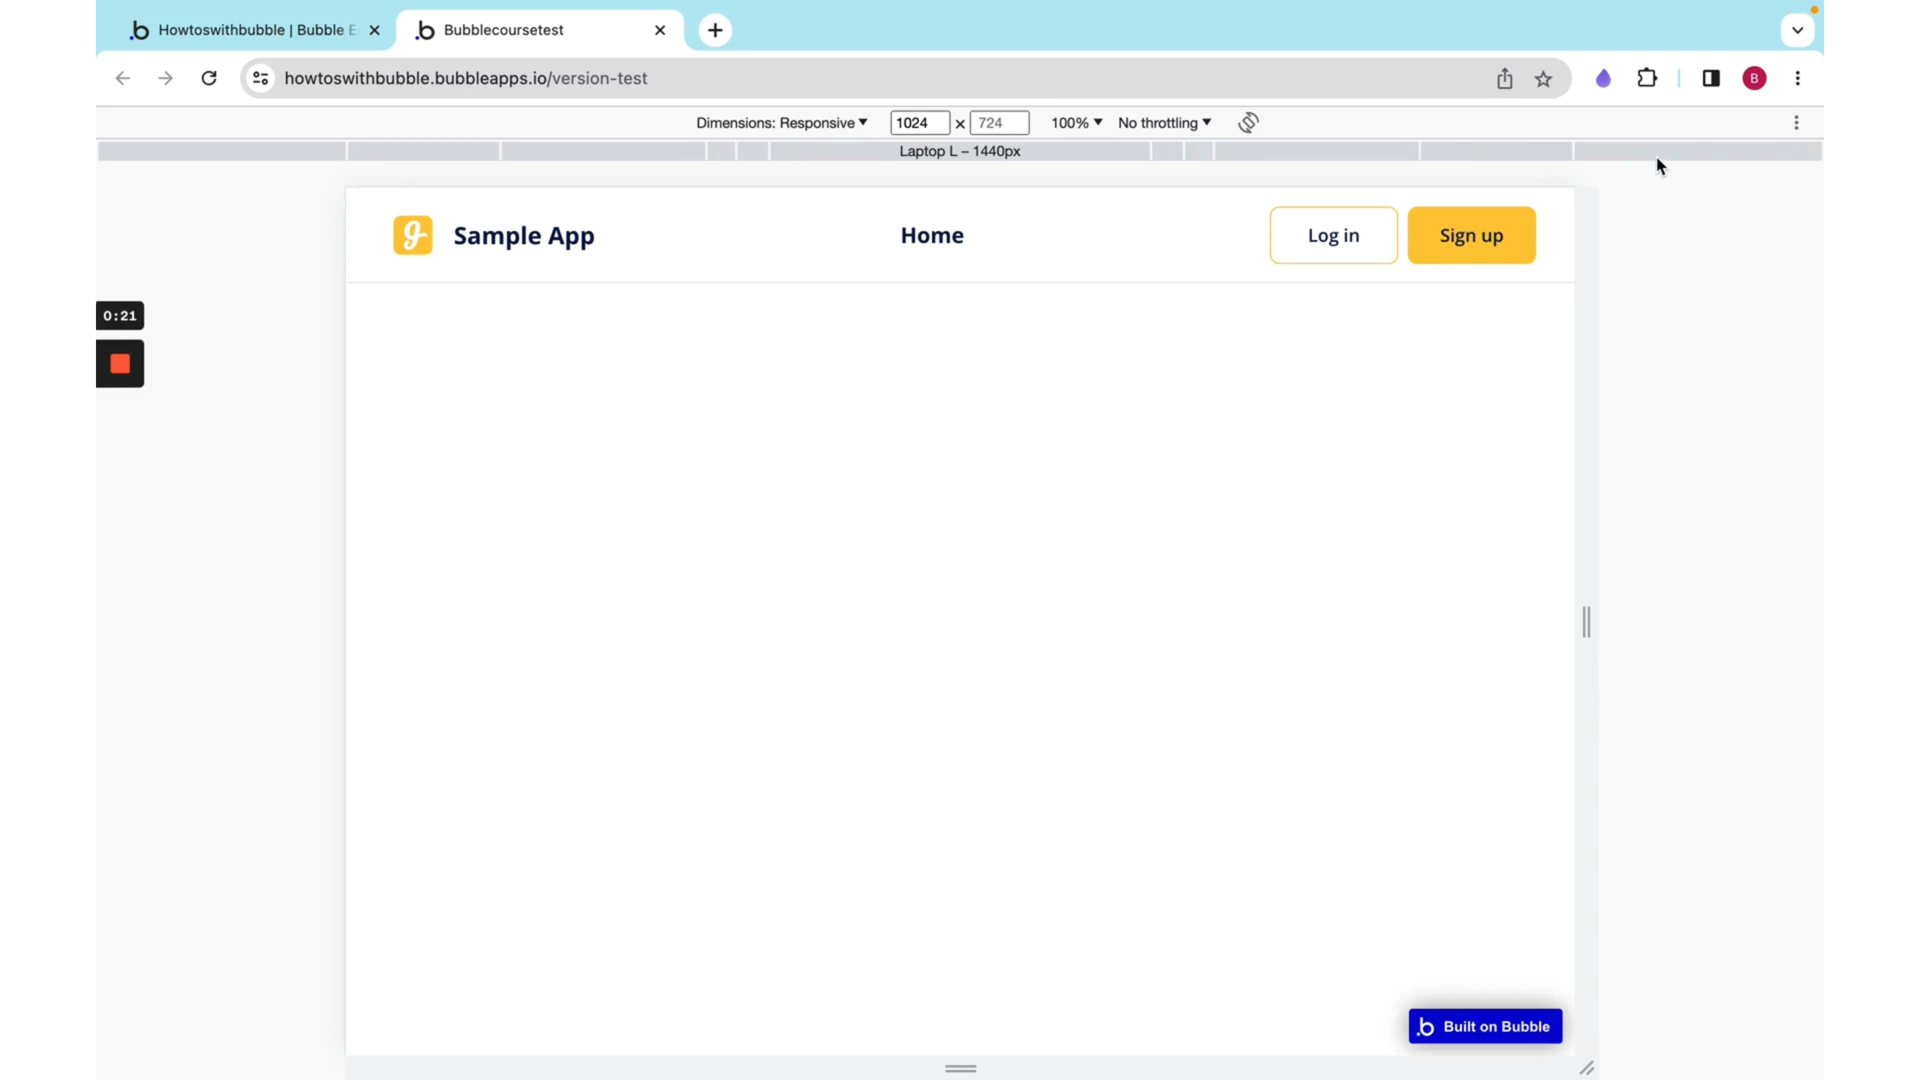 Howtoswithbubble | Bubble E
Bubblecoursetest
howtoswithbubble.bubbleapps.io/version-test
B
Dimensions: Responsive 1024 × 724 100% No throttling
Laptop L – 1440px
Sample App
Home
Log in
Sign up
0:21
Built on Bubble